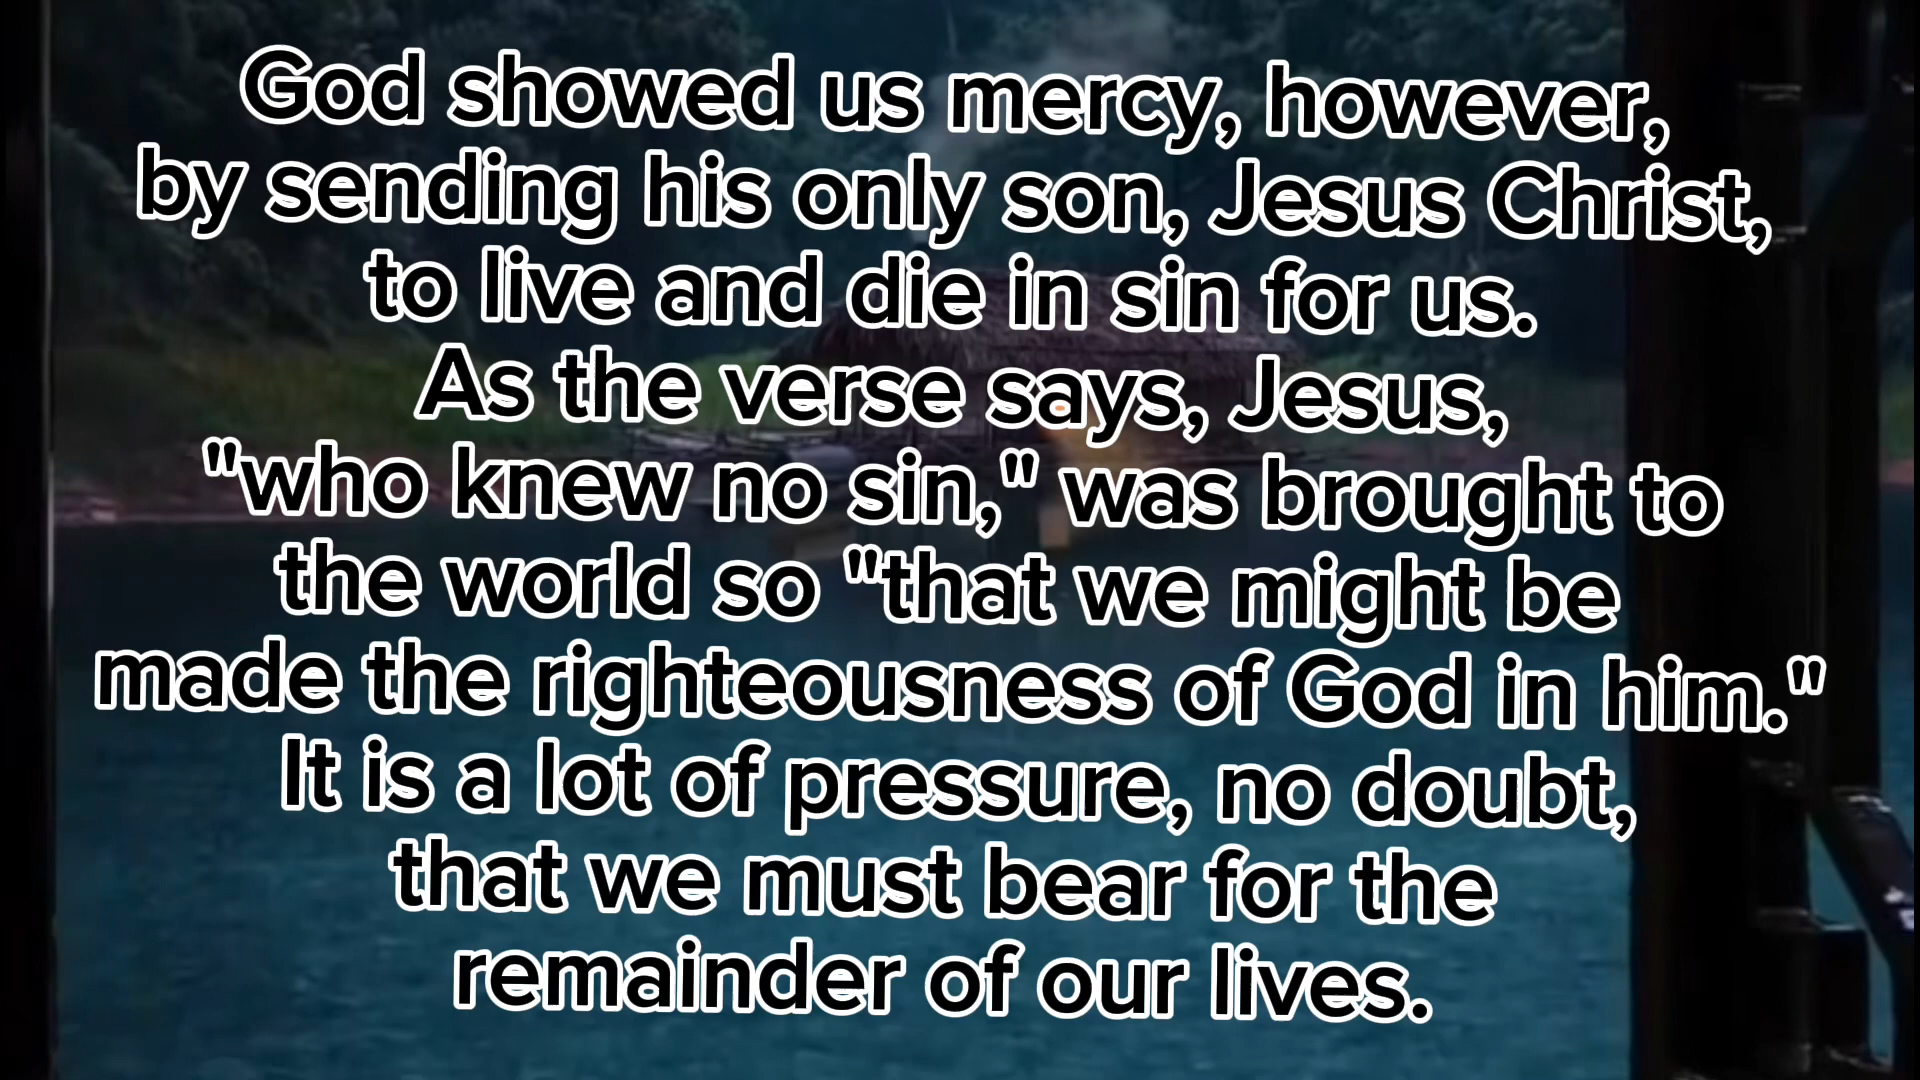 God showed us mercy, however,
by sending his only son, Jesus Christ,
to live and die in sin for us.
As the verse says, Jesus,
"who knew no sin," was brought to
the world so "that we might be
made the righteousness of God in him."
It is a lot of pressure, no doubt,
that we must bear for the
remainder of our lives.